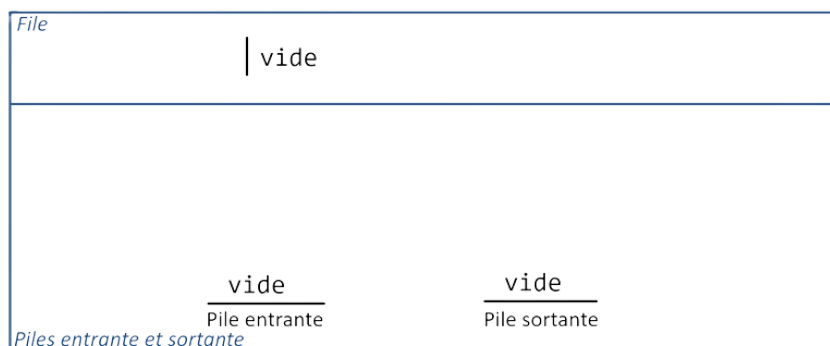 File
vide
vide
vide
Pile entrante
Pile sortante
Piles entrante et sortante